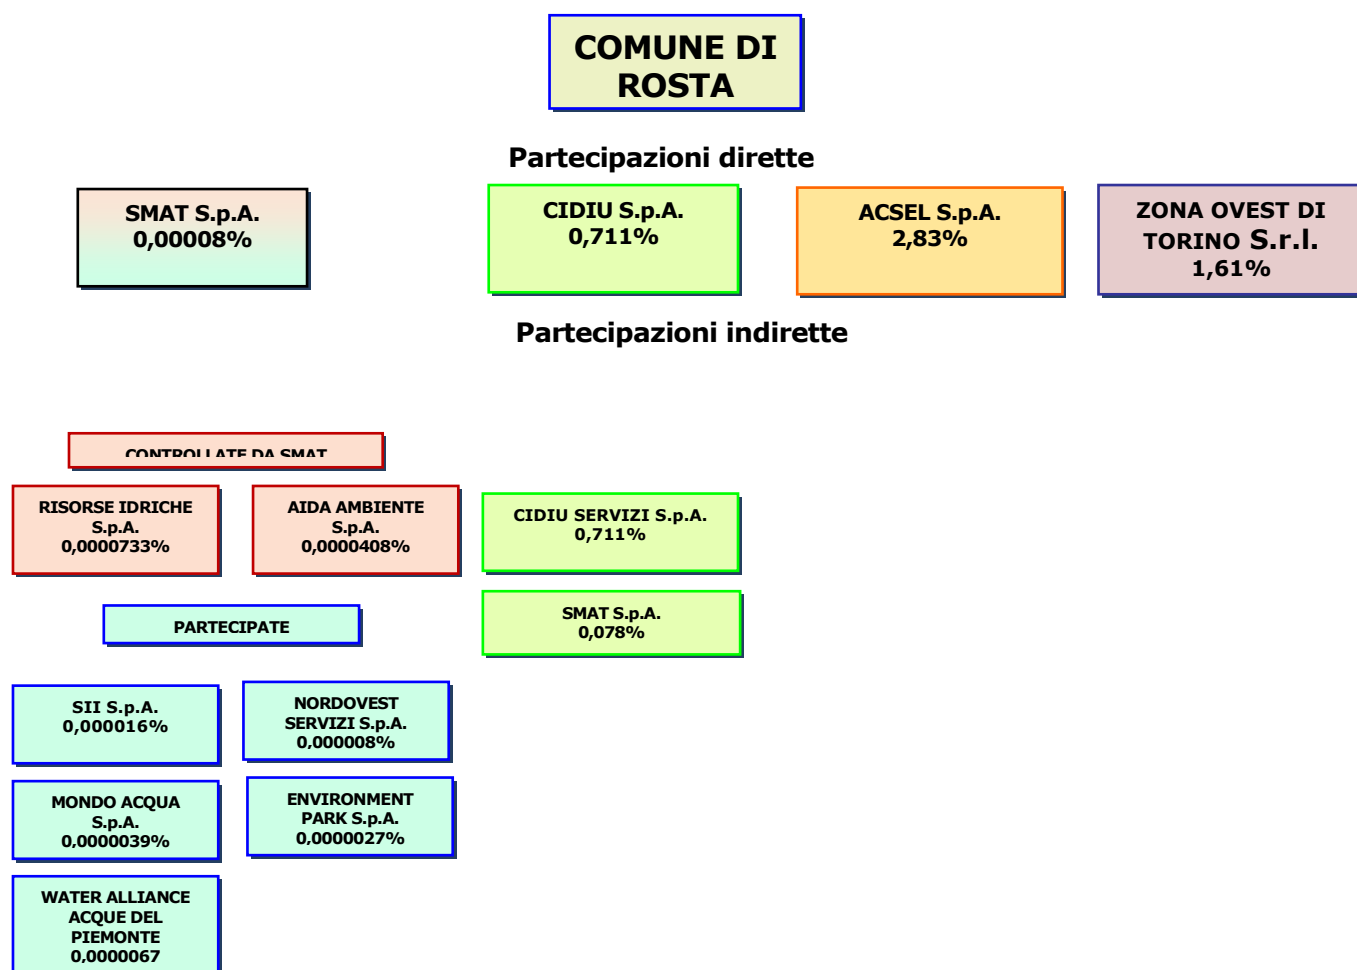 COMUNE DI
ROSTA
Partecipazioni dirette
SMAT S.p.A.
0,00008%
CIDIU S.p.A.
0,711%
ACSEL S.p.A.
2,83%
ZONA OVEST DI
TORINO S.r.l.
1,61%
Partecipazioni indirette
CONTROLLATE DA SMAT
RISORSE IDRICHE
S.p.A.
0,0000733%
AIDA AMBIENTE
S.p.A.
0,0000408%
CIDIU SERVIZI S.p.A.
0,711%
SMAT S.p.A.
0,078%
PARTECIPATE
SII S.p.A.
0,000016%
NORDOVEST
SERVIZI S.p.A.
0,000008%
MONDO ACQUA
S.p.A.
0,0000039%
ENVIRONMENT
PARK S.p.A.
0,0000027%
WATER ALLIANCE
ACQUE DEL
PIEMONTE
0,0000067